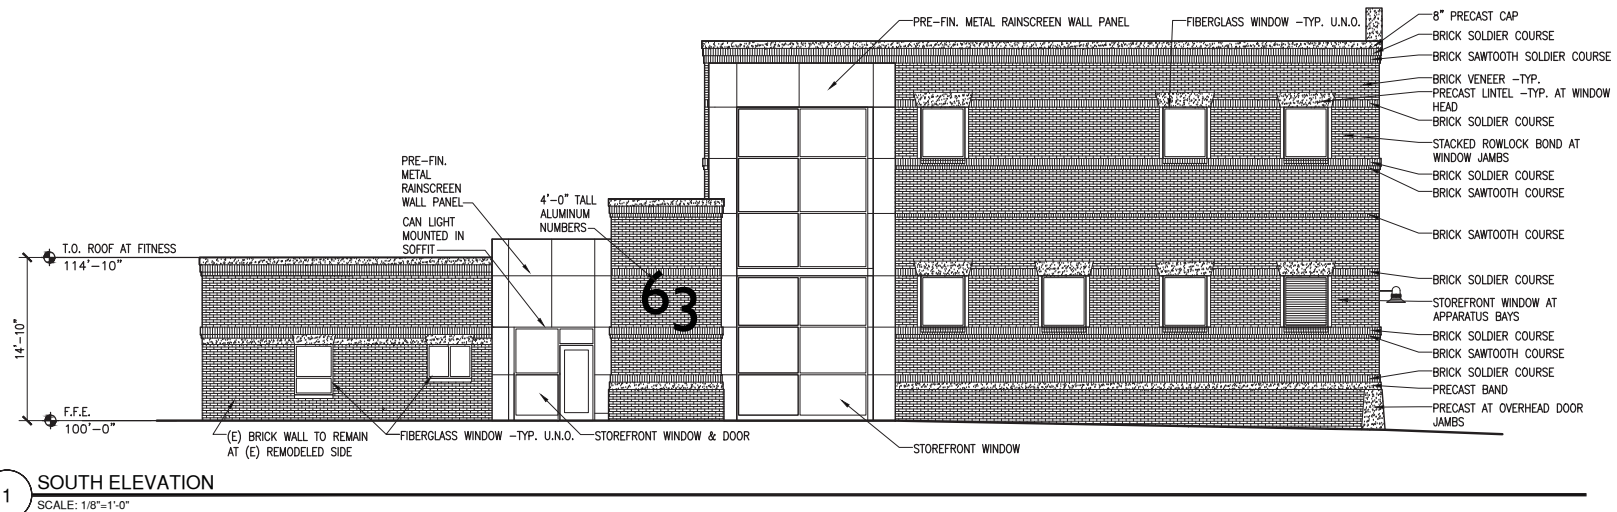 PRE-FIN. METAL RAINSCREEN WALL PANEL
FIBERGLASS WINDOW -TYP. U.N.O.
8" PRECAST CAP
BRICK SOLDIER COURSE
BRICK SAWTOOTH SOLDIER COURSE
BRICK VENEER -TYP.
PRECAST LINTEL -TYP. AT WINDOW
HEAD
BRICK SOLDIER COURSE
STACKED ROWLOCK BOND AT
WINDOW JAMBS
BRICK SOLDIER COURSE
BRICK SAWTOOTH COURSE
BRICK SAWTOOTH COURSE
BRICK SOLDIER COURSE
STOREFRONT WINDOW AT
APPARATUS BAYS
BRICK SOLDIER COURSE
BRICK SAWTOOTH COURSE
BRICK SOLDIER COURSE
PRECAST BAND
PRECAST AT OVERHEAD DOOR
JAMBS
PRE-FIN.
METAL
RAINSCREEN
WALL PANEL
CAN LIGHT
MOUNTED IN
SOFFIT
4'-0" TALL
ALUMINUM
NUMBERS
63
T.O. ROOF AT FITNESS
114'-10"
14'-10"
F.F.E.
100'-0"
(E) BRICK WALL TO REMAIN
AT (E) REMODELED SIDE
FIBERGLASS WINDOW -TYP. U.N.O.
STOREFRONT WINDOW & DOOR
STOREFRONT WINDOW
1
SOUTH ELEVATION
SCALE: 1/8"=1'-0"